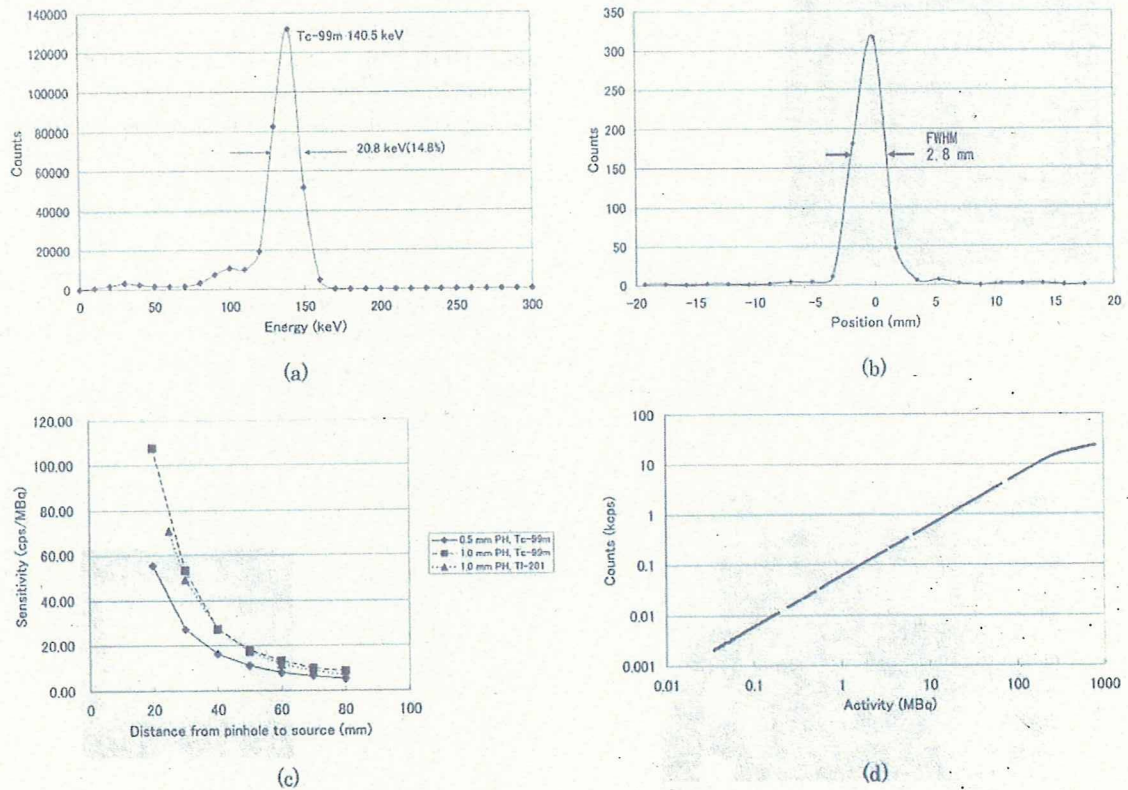 140000
120000
100000
80000
60000
40000
20000
0
Counts
Tc-99m 140.5 keV
20.8 keV(14.8%)
0 50 100 150 200 250 300
Energy (keV)
(a)
350
300
250
200
150
100
50
0
Counts
FWHM
2.8 mm
-20 -15 -10 -5 0 5 10 15 20
Position (mm)
(b)
120.00
100.00
80.00
60.00
40.00
20.00
0.00
Sensitivity (cps/MBq)
0.5 mm PH, Tc-99m
1.0 mm PH, Tc-99m
1.0 mm PH, Tl-201
0 20 40 60 80 100
Distance from pinhole to source (mm)
(c)
100
10
1
0.1
0.01
0.001
Counts (kcps)
0.01 0.1 1 10 100 1000
Activity (MBq)
(d)